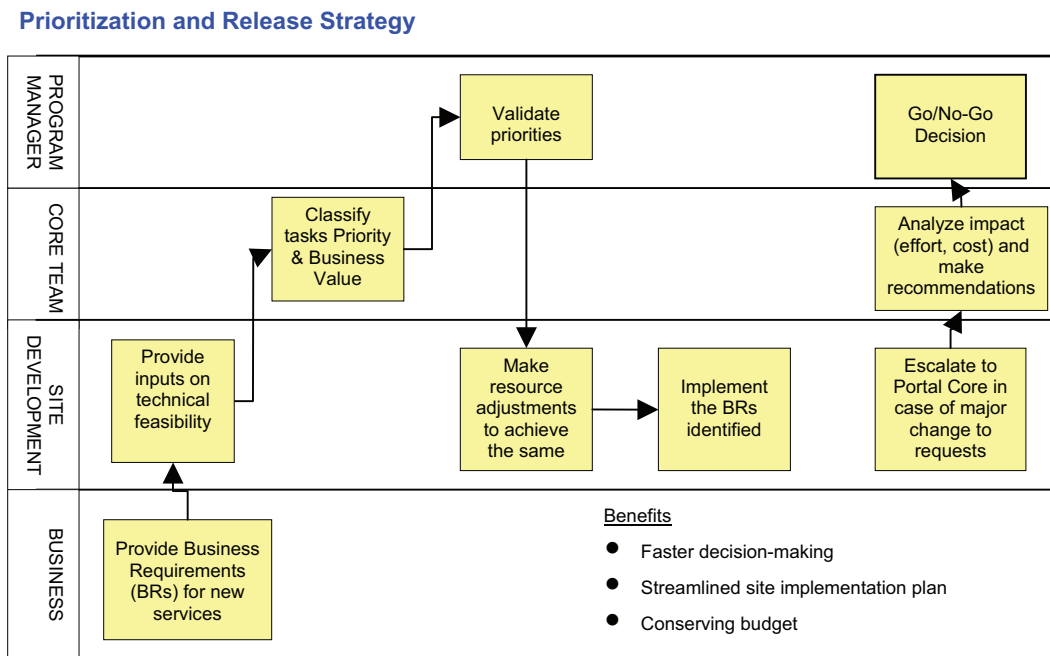 Prioritization and Release Strategy
PROGRAM
MANAGER
Validate
priorities
Go/No-Go
Decision
CORE TEAM
Classify
tasks Priority
& Business
Value
Analyze impact
(effort, cost) and
make
recommendations
SITE
DEVELOPMENT
Provide
inputs on
technical
feasibility
Make
resource
adjustments
to achieve
the same
Implement
the BRs
identified
Escalate to
Portal Core in
case of major
change to
requests
BUSINESS
Provide Business
Requirements
(BRs) for new
services
Benefits
● Faster decision-making
● Streamlined site implementation plan
● Conserving budget